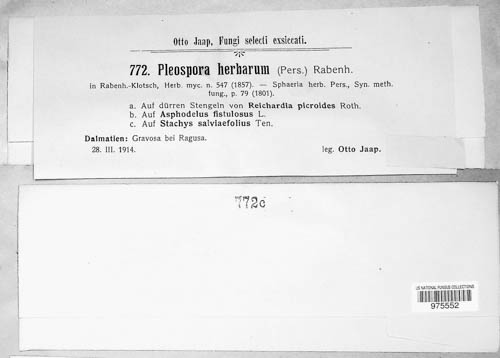 Otto Jaap, Fungi selecti exsiccati.
772. Pleospora herbarum (Pers.) Rabenh.
in Rabenh.-Klotsch, Herb. myc. n. 547 (1857). — Sphaeria herb. Pers., Syn. meth.
fung., p. 79 (1801).
a. Auf dürren Stengeln von Reichardia picroides Roth.
b. Auf Asphodelus fistulosus L.
c. Auf Stachys salviaefolius Ten.
Dalmatien: Gravosa bei Ragusa.
28. III. 1914. leg. Otto Jaap.
772c
US NATIONAL FUNGUS COLLECTIONS
975552